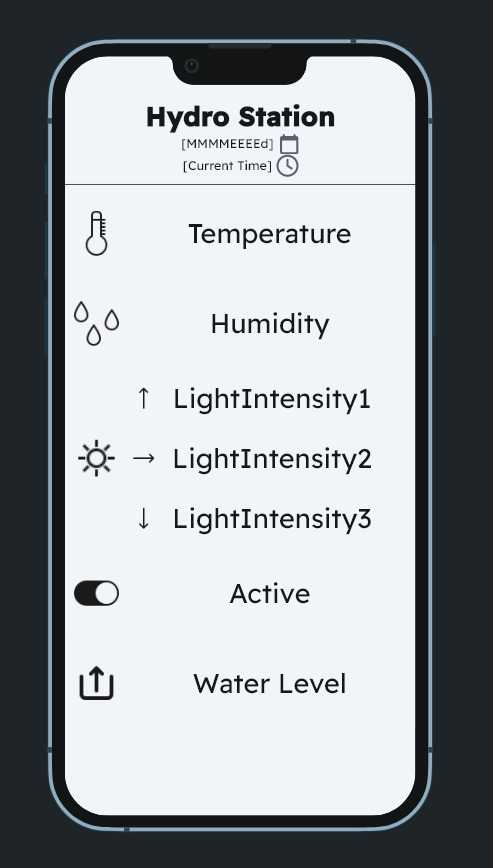 Hydro Station
[MMMMEEEEd]
[Current Time]
Temperature
Humidity
↑ LightIntensity1
→ LightIntensity2
↓ LightIntensity3
Active
Water Level